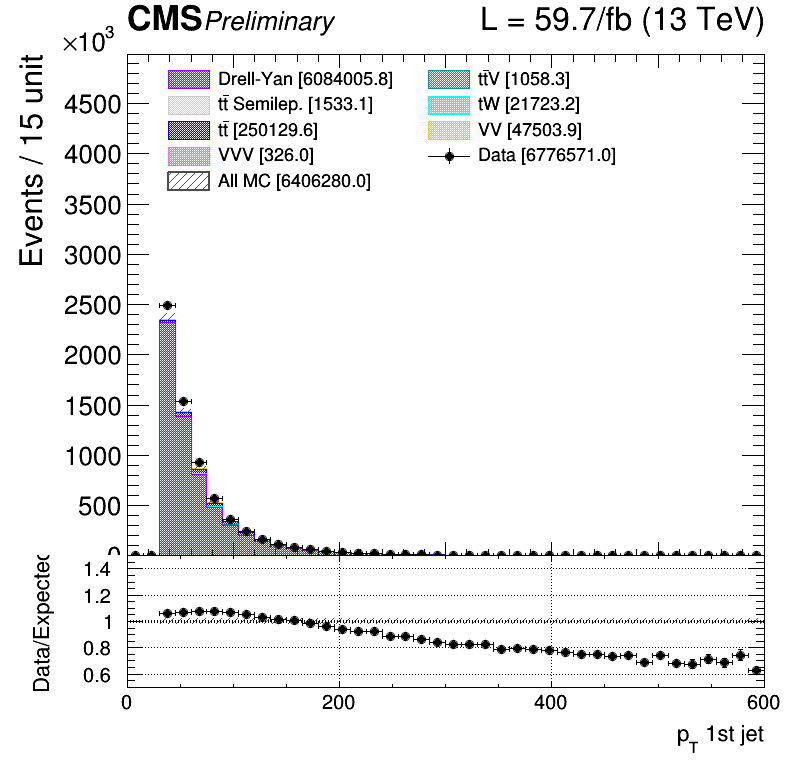 CMS Preliminary L = 59.7/fb (13 TeV)
×10³
Events / 15 unit
Drell-Yan [6084005.8]
tt̄ Semilep. [1533.1]
tt̄ [250129.6]
VVV [326.0]
All MC [6406280.0]
tt̄V [1058.3]
tW [21723.2]
VV [47503.9]
Data [6776571.0]
4500
4000
3500
3000
2500
2000
1500
1000
500
0
Data/Expected
1.4
1.2
1
0.8
0.6
0 200 400 600
p_T 1st jet